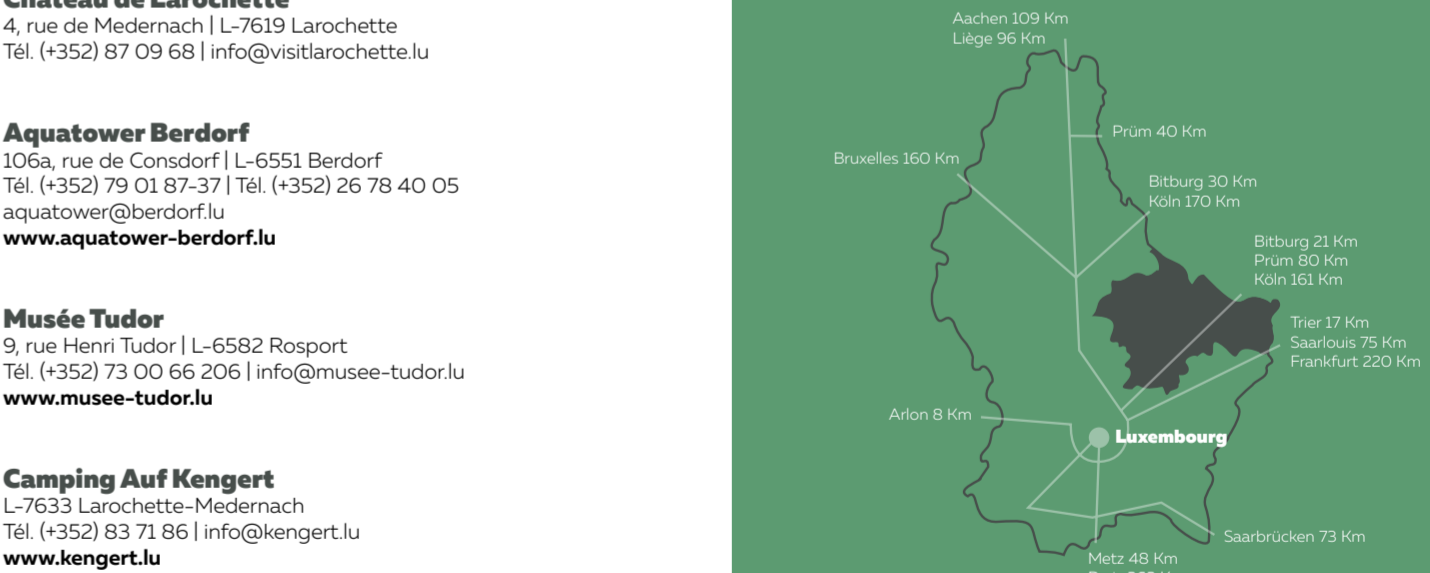 Château de Larochette
4, rue de Medernach | L-7619 Larochette
Tél. (+352) 87 09 68 | info@visitlarochette.lu
Aquatower Berdorf
106a, rue de Consdorf | L-6551 Berdorf
Tél. (+352) 79 01 87-37 | Tél. (+352) 26 78 40 05
aquatower@berdorf.lu
www.aquatower-berdorf.lu
Musée Tudor
9, rue Henri Tudor | L-6582 Rosport
Tél. (+352) 73 00 66 206 | info@musee-tudor.lu
www.musee-tudor.lu
Camping Auf Kengert
L-7633 Larochette-Medernach
Tél. (+352) 83 71 86 | info@kengert.lu
www.kengert.lu
Aachen 109 Km
Liège 96 Km
Prüm 40 Km
Bruxelles 160 Km
Bitburg 30 Km
Köln 170 Km
Bitburg 21 Km
Prüm 80 Km
Köln 161 Km
Trier 17 Km
Saarlouis 75 Km
Frankfurt 220 Km
Arlon 8 Km
Luxembourg
Saarbrücken 73 Km
Metz 48 Km